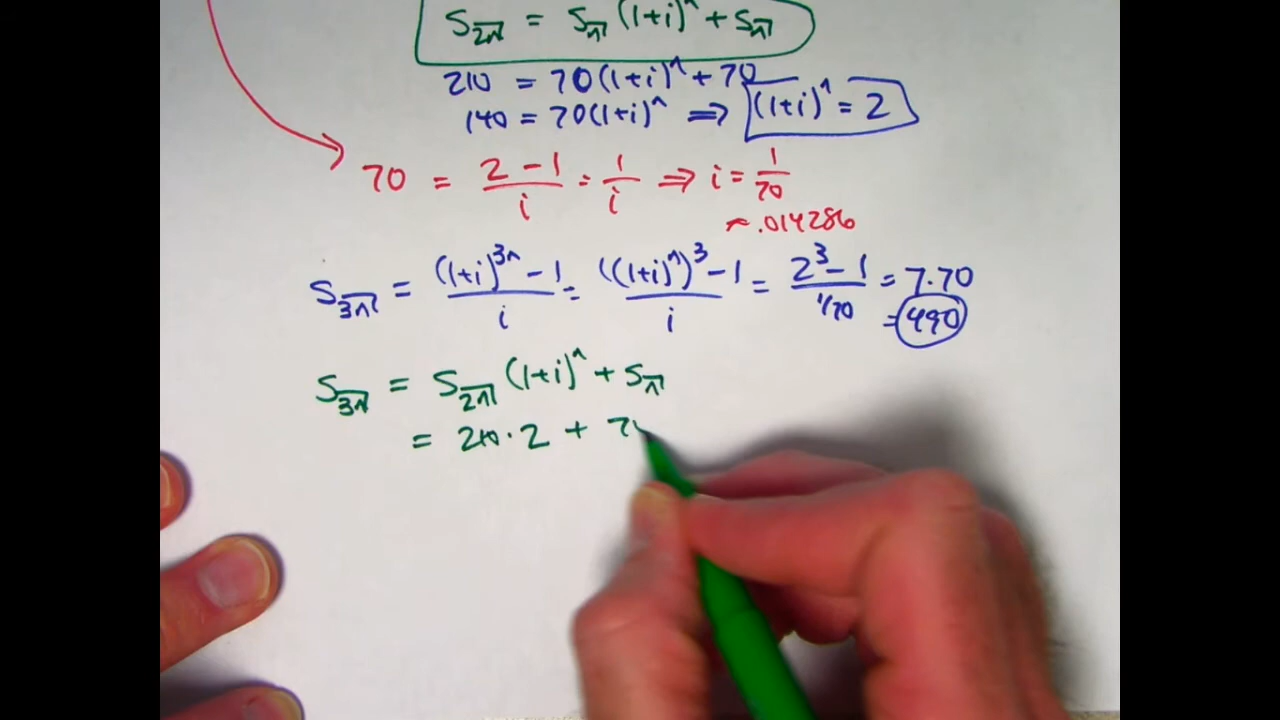 S2n⌉ = Sn⌉ (1+i)^n + Sn⌉
210 = 70(1+i)^n + 70
140 = 70(1+i)^n ⇒ (1+i)^n = 2
70 = (2 - 1)/i = 1/i ⇒ i = 1/70
≈ .014286
S3n⌉ = ((1+i)^3n - 1)/i = (((1+i)^n)^3 - 1)/i = (2^3 - 1)/(1/70) = 7·70
= 490
S3n⌉ = S2n⌉ (1+i)^n + Sn⌉
= 210·2 + 7